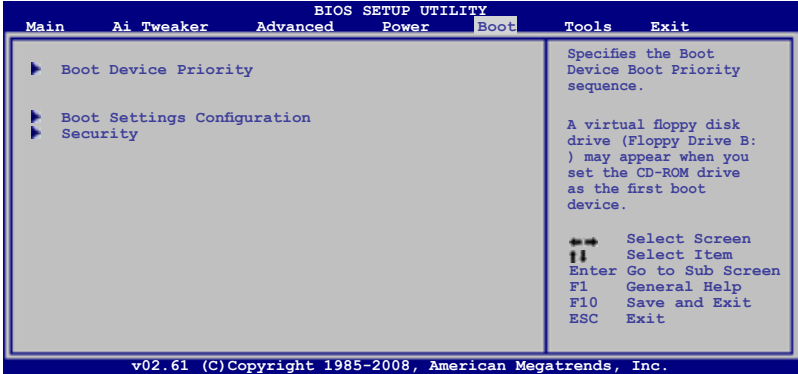 BIOS SETUP UTILITY
Main Ai Tweaker Advanced Power Boot Tools Exit
Boot Device Priority
Boot Settings Configuration
Security
Specifies the Boot
Device Boot Priority
sequence.
A virtual floppy disk
drive (Floppy Drive B:
) may appear when you
set the CD-ROM drive
as the first boot
device.
Select Screen
Select Item
Enter Go to Sub Screen
F1 General Help
F10 Save and Exit
ESC Exit
v02.61 (C)Copyright 1985-2008, American Megatrends, Inc.